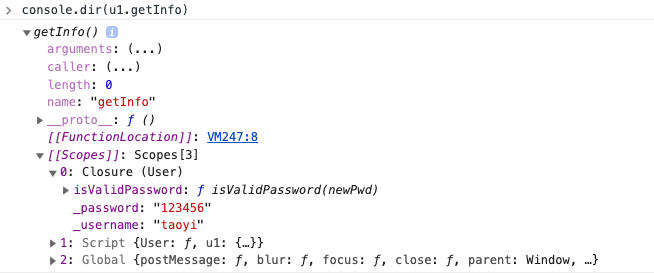 > console.dir(u1.getInfo)
▼ getInfo() i
arguments: (...)
caller: (...)
length: 0
name: "getInfo"
▶ __proto__: ƒ ()
[[FunctionLocation]]: VM247:8
▼ [[Scopes]]: Scopes[3]
▼ 0: Closure (User)
▶ isValidPassword: ƒ isValidPassword(newPwd)
_password: "123456"
_username: "taoyi"
▶ 1: Script {User: ƒ, u1: {…}}
▶ 2: Global {postMessage: ƒ, blur: ƒ, focus: ƒ, close: ƒ, parent: Window, …}